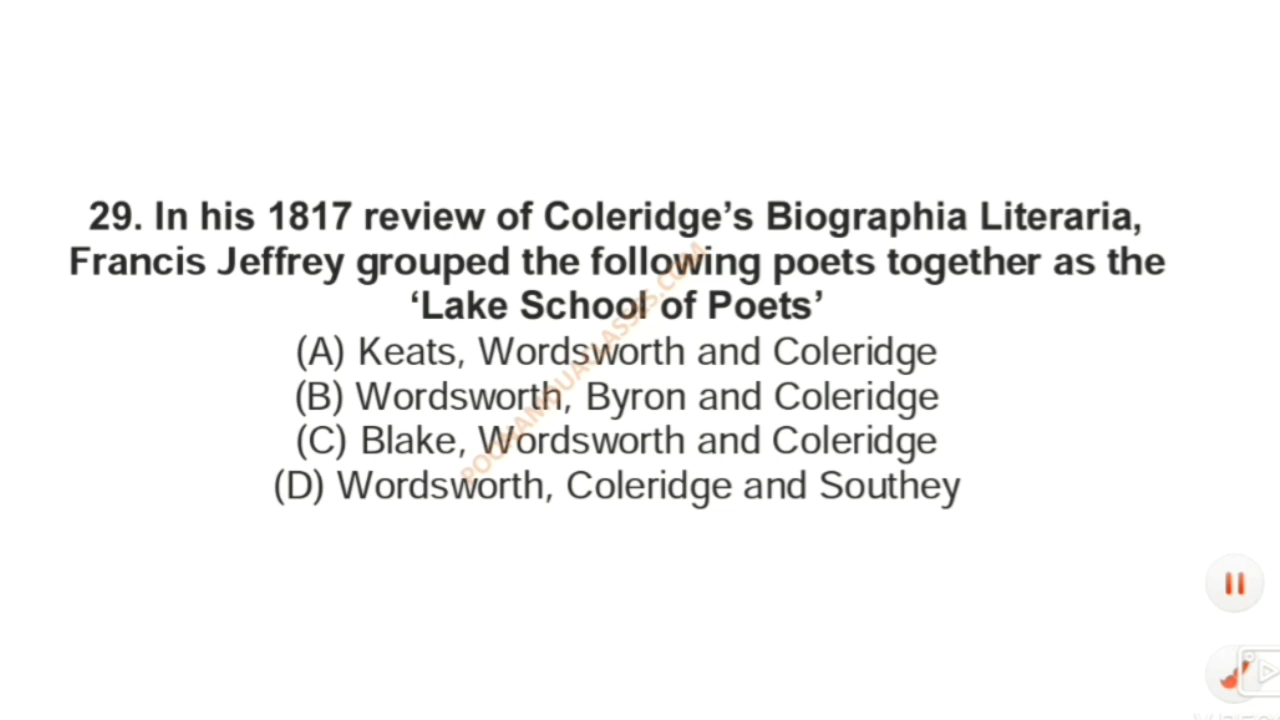 29. In his 1817 review of Coleridge’s Biographia Literaria,
Francis Jeffrey grouped the following poets together as the
‘Lake School of Poets’
(A) Keats, Wordsworth and Coleridge
(B) Wordsworth, Byron and Coleridge
(C) Blake, Wordsworth and Coleridge
(D) Wordsworth, Coleridge and Southey